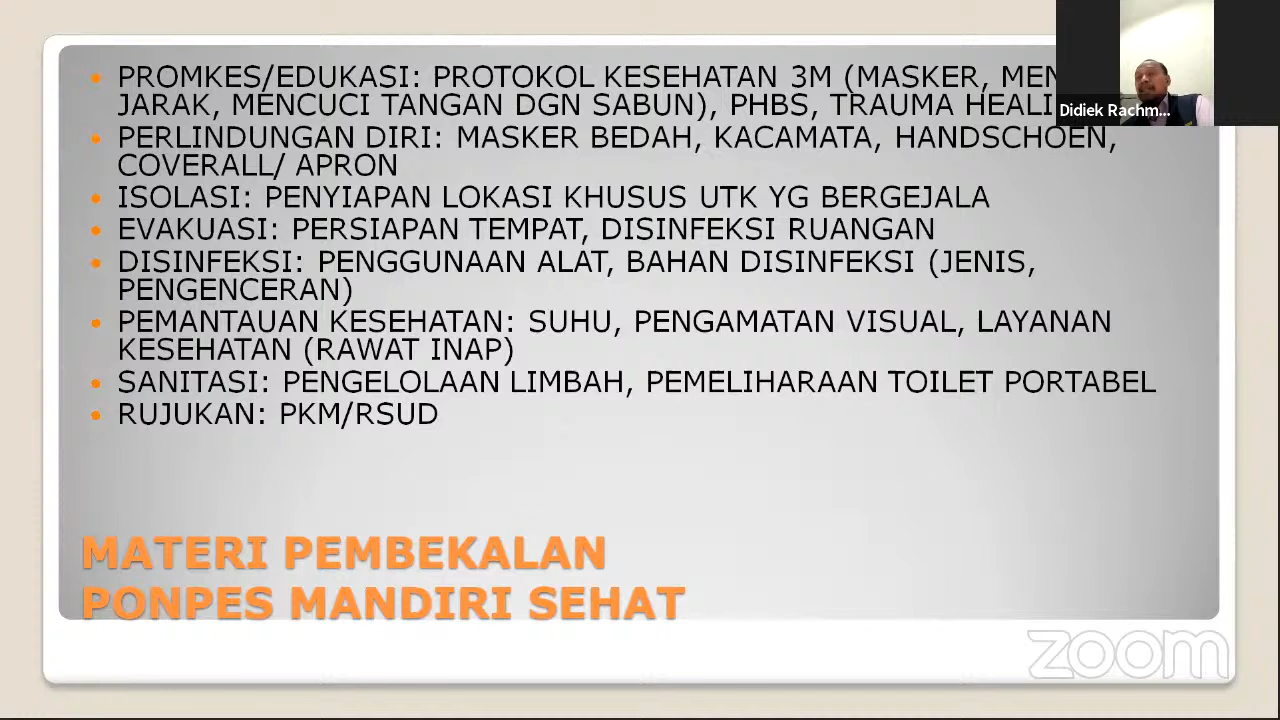 PROMKES/EDUKASI: PROTOKOL KESEHATAN 3M (MASKER,
JARAK, MENCUCI TANGAN DGN SABUN), PHBS, TRAUMA
PERLINDUNGAN DIRI: MASKER BEDAH, KACAMATA, HANDSCHOEN,
COVERALL/ APRON
ISOLASI: PENYIAPAN LOKASI KHUSUS UTK YG BERGEJALA
EVAKUASI: PERSIAPAN TEMPAT, DISINFEKSI RUANGAN
DISINFEKSI: PENGGUNAAN ALAT, BAHAN DISINFEKSI (JENIS,
PENGENCERAN)
PEMANTAUAN KESEHATAN: SUHU, PENGAMATAN VISUAL, LAYANAN
KESEHATAN (RAWAT INAP)
SANITASI: PENGELOLAAN LIMBAH, PEMELIHARAAN TOILET PORTABEL
RUJUKAN: PKM/RSUD
MATERI PEMBEKALAN
PONPES MANDIRI SEHAT
Didiek Rachm...
zoom